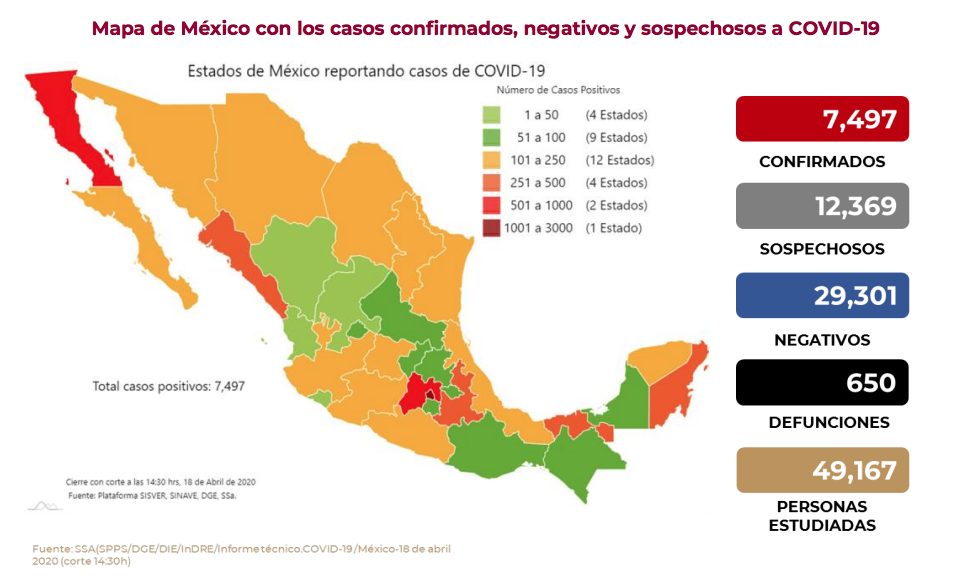 Mapa de México con los casos confirmados, negativos y sospechosos a COVID-19
Estados de México reportando casos de COVID-19
Número de Casos Positivos
1 a 50 (4 Estados)
51 a 100 (9 Estados)
101 a 250 (12 Estados)
251 a 500 (4 Estados)
501 a 1000 (2 Estados)
1001 a 3000 (1 Estado)
Total casos positivos: 7,497
Cierre con corte a las 14:30 hrs, 18 de Abril de 2020
Fuente: Plataforma SISVER, SINAVE, DGE, SSa.
7,497
CONFIRMADOS
12,369
SOSPECHOSOS
29,301
NEGATIVOS
650
DEFUNCIONES
49,167
PERSONAS
ESTUDIADAS
Fuente: SSA(SPPS/DGE/DIE/InDRE/Informe técnico.COVID-19 /México-18 de abril
2020 (corte 14:30h)